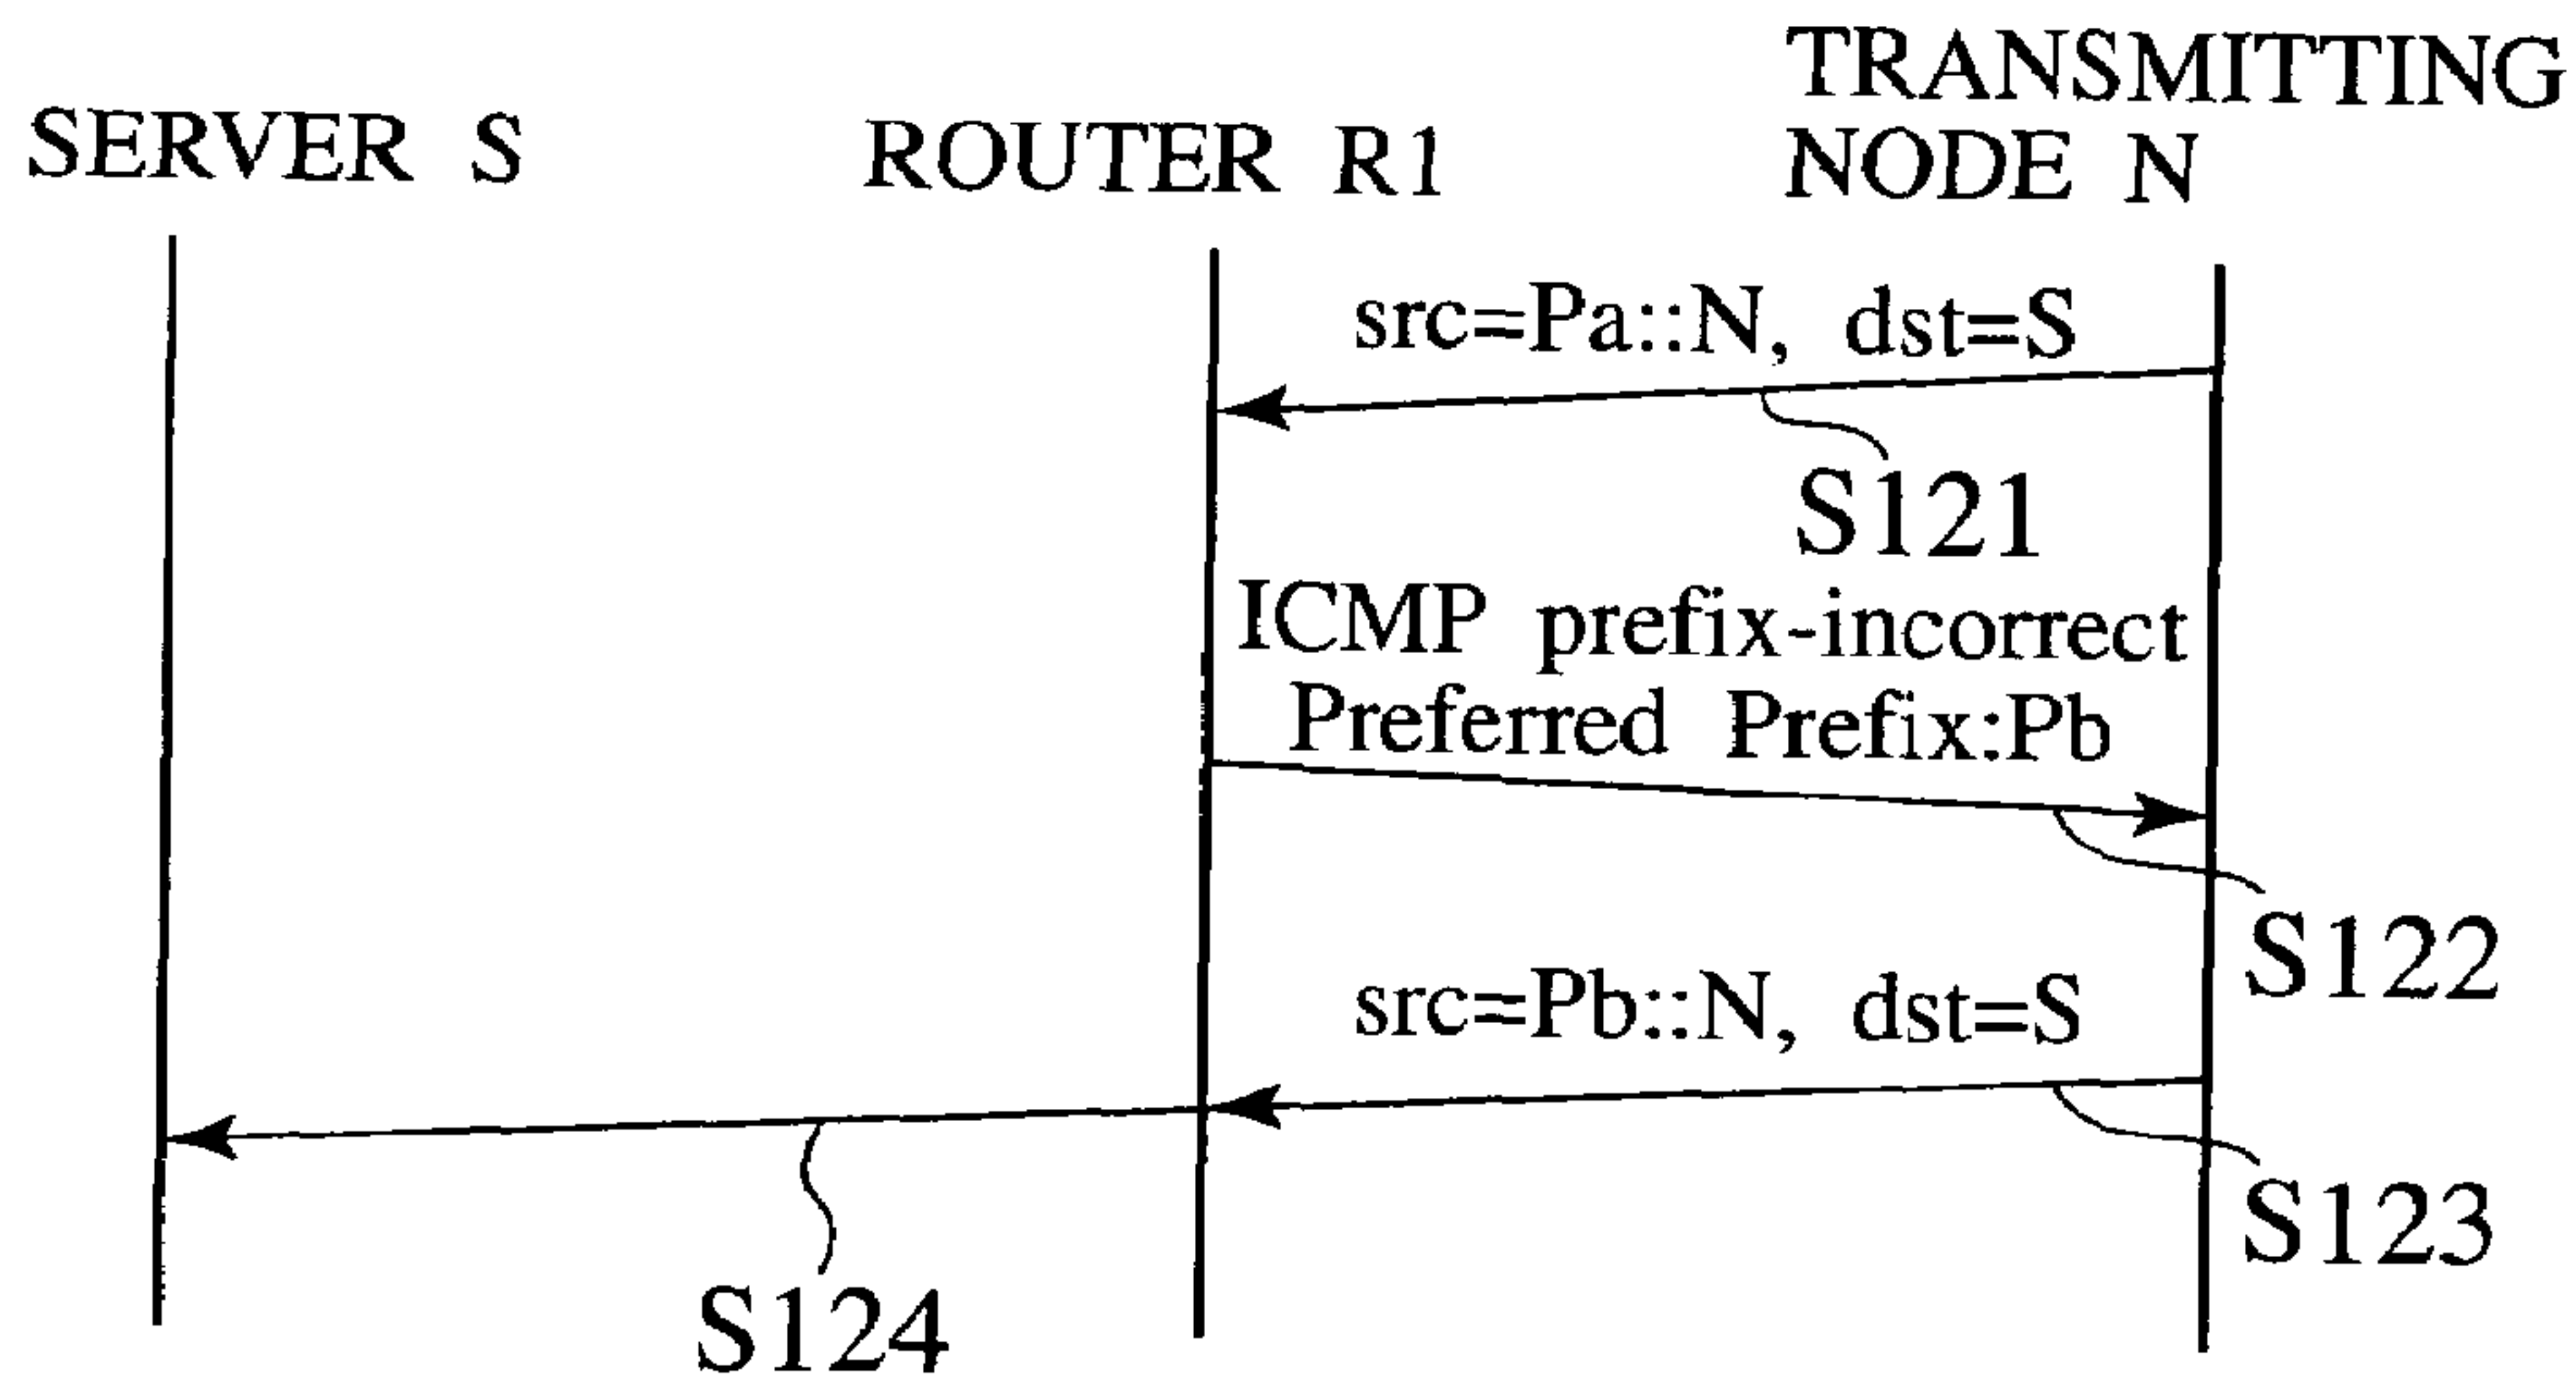 SERVER S
ROUTER R1
TRANSMITTING
NODE N
src=Pa::N, dst=S
S121
ICMP prefix-incorrect
Preferred Prefix:Pb
S122
src=Pb::N, dst=S
S123
S124